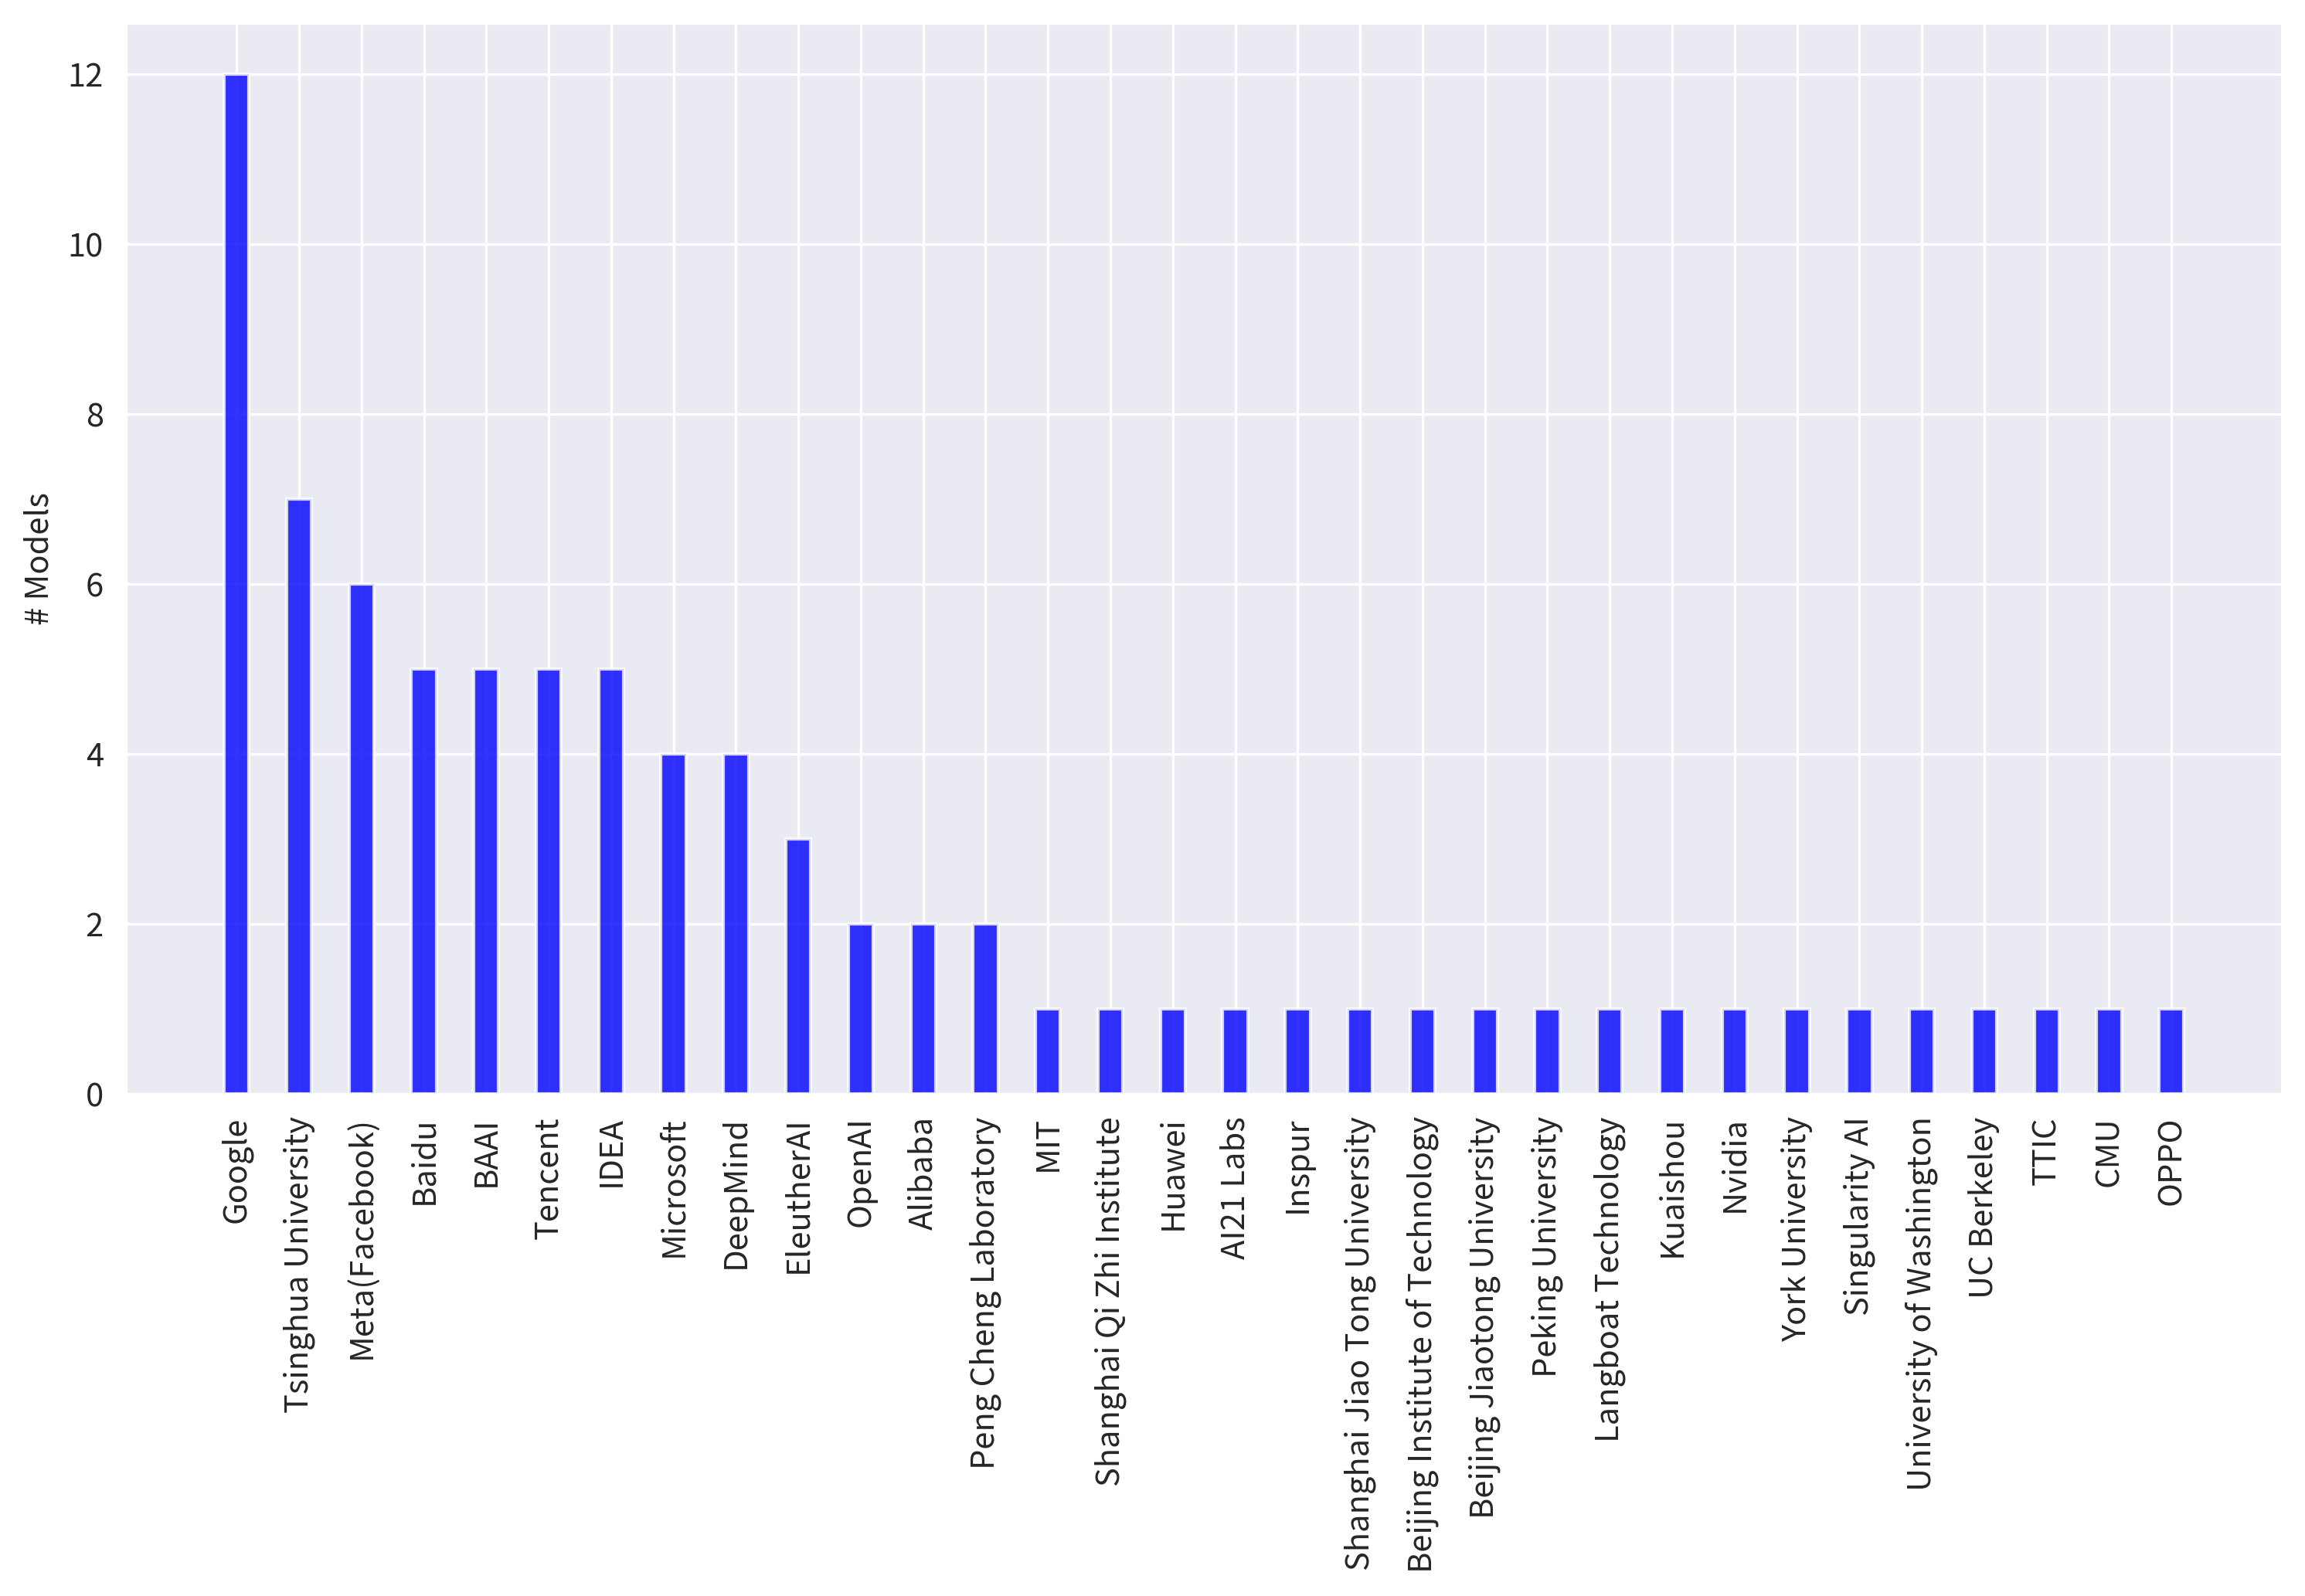 # Models
12
10
8
6
4
2
0
Google
Tsinghua University
Meta(Facebook)
Baidu
BAAI
Tencent
IDEA
Microsoft
DeepMind
EleutherAI
OpenAI
Alibaba
Peng Cheng Laboratory
MIT
Shanghai Qi Zhi Institute
Huawei
AI21 Labs
Inspur
Shanghai Jiao Tong University
Beijing Institute of Technology
Beijing Jiaotong University
Peking University
Langboat Technology
Kuaishou
Nvidia
York University
Singularity AI
University of Washington
UC Berkeley
TTIC
CMU
OPPO